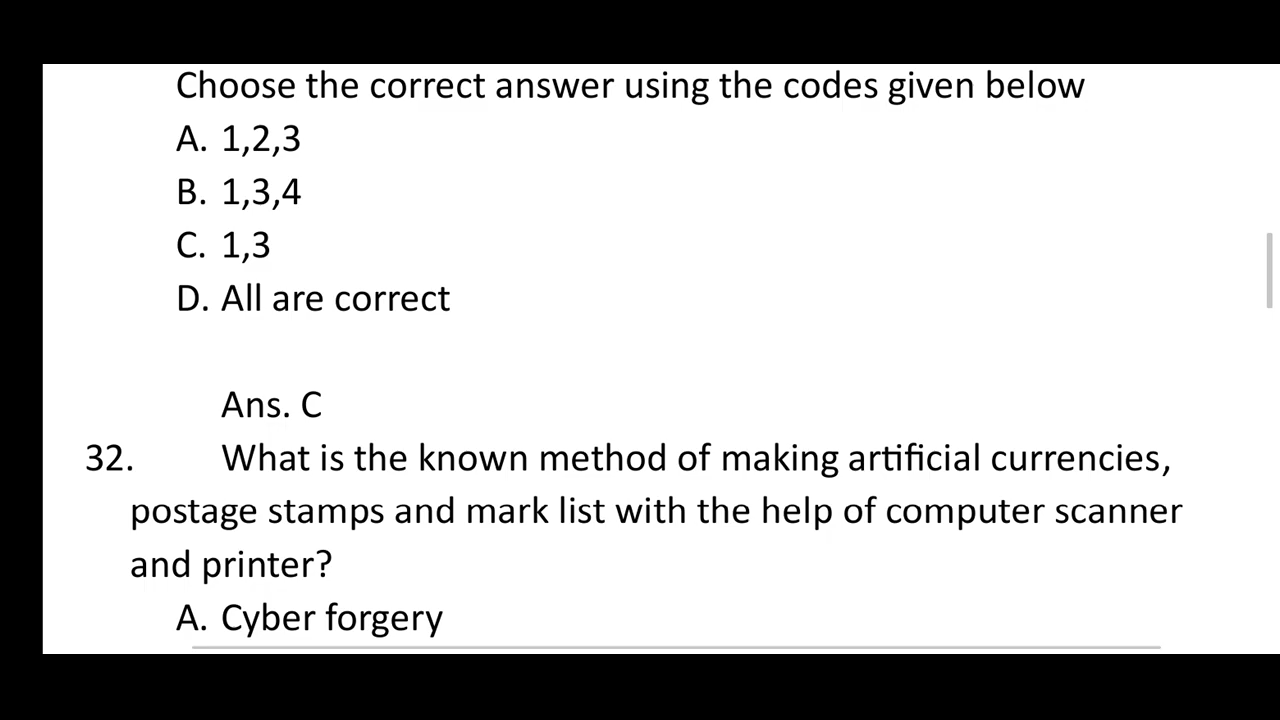 Choose the correct answer using the codes given below
A. 1,2,3
B. 1,3,4
C. 1,3
D. All are correct
Ans. C
32. What is the known method of making artificial currencies,
postage stamps and mark list with the help of computer scanner
and printer?
A. Cyber forgery